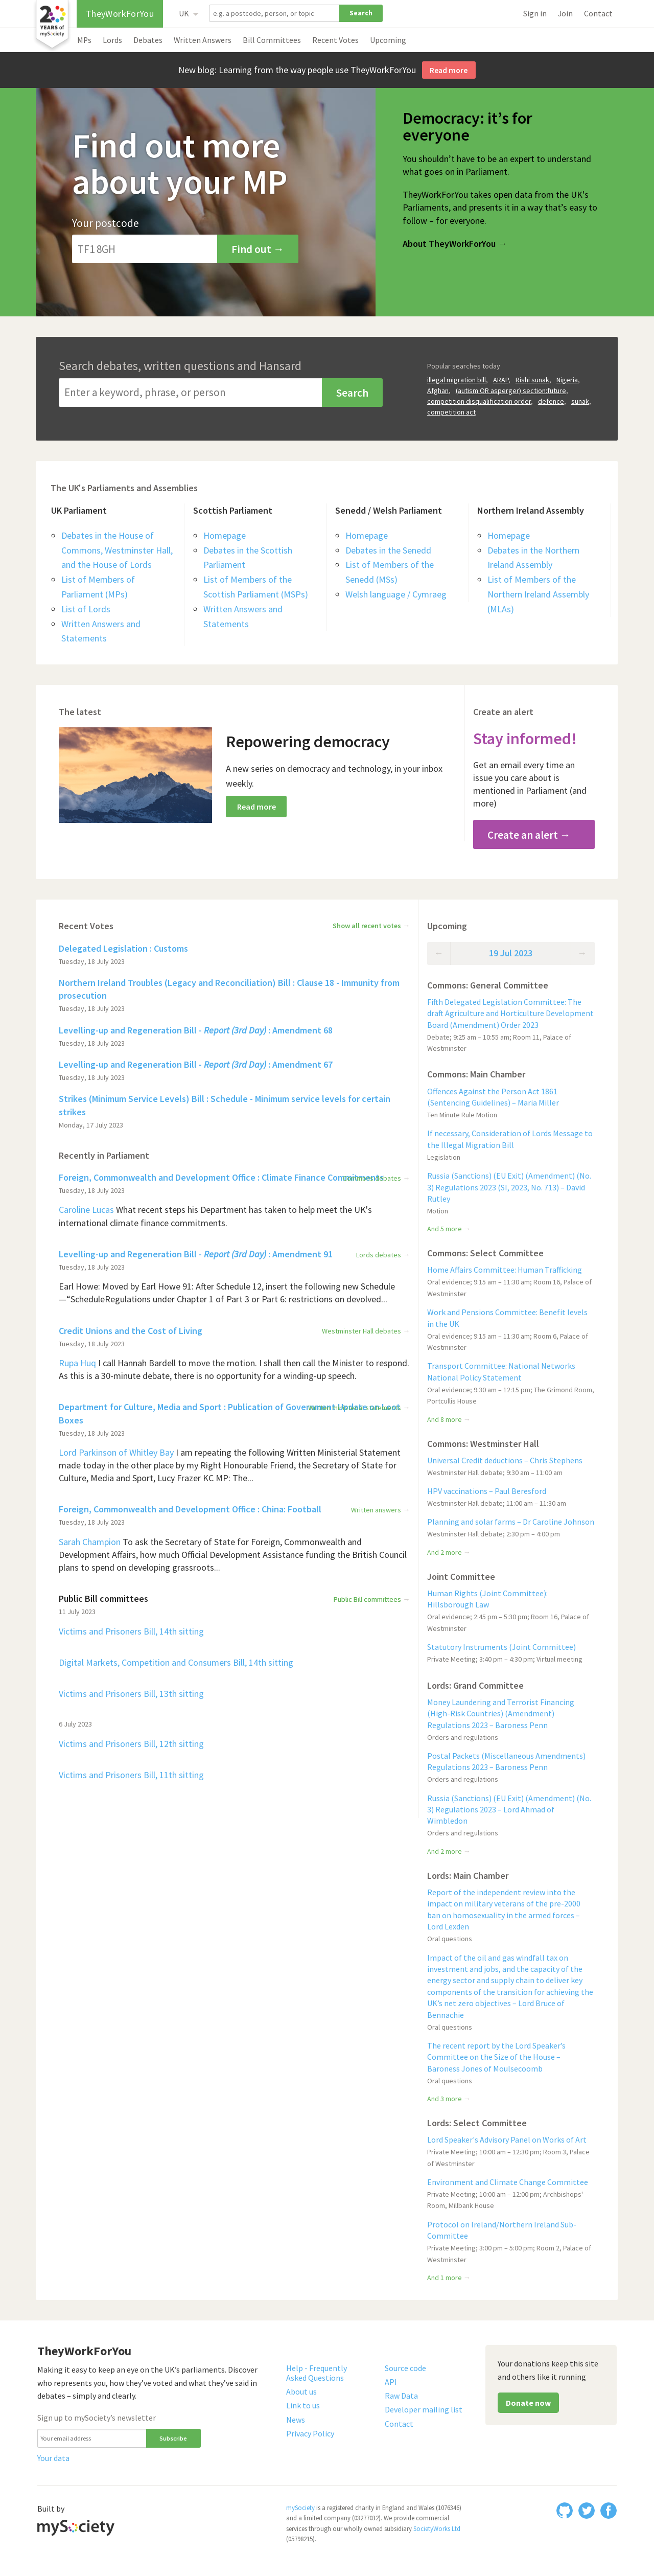 20 YEARS of mySociety
TheyWorkForYou
UK
e.g. a postcode, person, or topic
Search
Sign in
Join
Contact
MPs
Lords
Debates
Written Answers
Bill Committees
Recent Votes
Upcoming
New blog: Learning from the way people use TheyWorkForYou
Read more
Find out more
about your MP
Your postcode
TF1 8GH
Find out →
Democracy: it’s for
everyone
You shouldn’t have to be an expert to understand
what goes on in Parliament.
TheyWorkForYou takes open data from the UK's
Parliaments, and presents it in a way that’s easy to
follow – for everyone.
About TheyWorkForYou →
Search debates, written questions and Hansard
Enter a keyword, phrase, or person
Search
Popular searches today
illegal migration bill, ARAP, Rishi sunak, Nigeria,
Afghan, (autism OR asperger) section:future,
competition disqualification order, defence, sunak,
competition act
The UK's Parliaments and Assemblies
UK Parliament
Debates in the House of
Commons, Westminster Hall,
and the House of Lords
List of Members of
Parliament (MPs)
List of Lords
Written Answers and
Statements
Scottish Parliament
Homepage
Debates in the Scottish
Parliament
List of Members of the
Scottish Parliament (MSPs)
Written Answers and
Statements
Senedd / Welsh Parliament
Homepage
Debates in the Senedd
List of Members of the
Senedd (MSs)
Welsh language / Cymraeg
Northern Ireland Assembly
Homepage
Debates in the Northern
Ireland Assembly
List of Members of the
Northern Ireland Assembly
(MLAs)
The latest
Repowering democracy
A new series on democracy and technology, in your inbox
weekly.
Read more
Create an alert
Stay informed!
Get an email every time an
issue you care about is
mentioned in Parliament (and
more)
Create an alert →
Recent Votes
Show all recent votes →
Delegated Legislation : Customs
Tuesday, 18 July 2023
Northern Ireland Troubles (Legacy and Reconciliation) Bill : Clause 18 - Immunity from
prosecution
Tuesday, 18 July 2023
Levelling-up and Regeneration Bill - Report (3rd Day) : Amendment 68
Tuesday, 18 July 2023
Levelling-up and Regeneration Bill - Report (3rd Day) : Amendment 67
Tuesday, 18 July 2023
Strikes (Minimum Service Levels) Bill : Schedule - Minimum service levels for certain
strikes
Monday, 17 July 2023
Recently in Parliament
Foreign, Commonwealth and Development Office : Climate Finance Commitments
debates →
Tuesday, 18 July 2023
Caroline Lucas What recent steps his Department has taken to help meet the UK's
international climate finance commitments.
Levelling-up and Regeneration Bill - Report (3rd Day) : Amendment 91
Lords debates →
Tuesday, 18 July 2023
Earl Howe: Moved by Earl Howe 91: After Schedule 12, insert the following new Schedule
—“ScheduleRegulations under Chapter 1 of Part 3 or Part 6: restrictions on devolved...
Credit Unions and the Cost of Living
Westminster Hall debates →
Tuesday, 18 July 2023
Rupa Huq I call Hannah Bardell to move the motion. I shall then call the Minister to respond.
As this is a 30-minute debate, there is no opportunity for a winding-up speech.
Department for Culture, Media and Sport : Publication of Government Update on Loot
Boxes
Tuesday, 18 July 2023
Lord Parkinson of Whitley Bay I am repeating the following Written Ministerial Statement
made today in the other place by my Right Honourable Friend, the Secretary of State for
Culture, Media and Sport, Lucy Frazer KC MP: The...
Foreign, Commonwealth and Development Office : China: Football
Written answers →
Tuesday, 18 July 2023
Sarah Champion To ask the Secretary of State for Foreign, Commonwealth and
Development Affairs, how much Official Development Assistance funding the British Council
plans to spend on developing grassroots...
Public Bill committees
Public Bill committees →
11 July 2023
Victims and Prisoners Bill, 14th sitting
Digital Markets, Competition and Consumers Bill, 14th sitting
Victims and Prisoners Bill, 13th sitting
6 July 2023
Victims and Prisoners Bill, 12th sitting
Victims and Prisoners Bill, 11th sitting
Upcoming
← 19 Jul 2023 →
Commons: General Committee
Fifth Delegated Legislation Committee: The
draft Agriculture and Horticulture Development
Board (Amendment) Order 2023
Debate; 9:25 am – 10:55 am; Room 11, Palace of
Westminster
Commons: Main Chamber
Offences Against the Person Act 1861
(Sentencing Guidelines) – Maria Miller
Ten Minute Rule Motion
If necessary, Consideration of Lords Message to
the Illegal Migration Bill
Legislation
Russia (Sanctions) (EU Exit) (Amendment) (No.
3) Regulations 2023 (SI, 2023, No. 713) – David
Rutley
Motion
And 5 more →
Commons: Select Committee
Home Affairs Committee: Human Trafficking
Oral evidence; 9:15 am – 11:30 am; Room 16, Palace of
Westminster
Work and Pensions Committee: Benefit levels
in the UK
Oral evidence; 9:15 am – 11:30 am; Room 6, Palace of
Westminster
Transport Committee: National Networks
National Policy Statement
Oral evidence; 9:30 am – 12:15 pm; The Grimond Room,
Portcullis House
And 8 more →
Commons: Westminster Hall
Universal Credit deductions – Chris Stephens
Westminster Hall debate; 9:30 am – 11:00 am
HPV vaccinations – Paul Beresford
Westminster Hall debate; 11:00 am – 11:30 am
Planning and solar farms – Dr Caroline Johnson
Westminster Hall debate; 2:30 pm – 4:00 pm
And 2 more →
Joint Committee
Human Rights (Joint Committee):
Hillsborough Law
Oral evidence; 2:45 pm – 5:30 pm; Room 16, Palace of
Westminster
Statutory Instruments (Joint Committee)
Private Meeting; 3:40 pm – 4:30 pm; Virtual meeting
Lords: Grand Committee
Money Laundering and Terrorist Financing
(High-Risk Countries) (Amendment)
Regulations 2023 – Baroness Penn
Orders and regulations
Postal Packets (Miscellaneous Amendments)
Regulations 2023 – Baroness Penn
Orders and regulations
Russia (Sanctions) (EU Exit) (Amendment) (No.
3) Regulations 2023 – Lord Ahmad of
Wimbledon
Orders and regulations
And 2 more →
Lords: Main Chamber
Report of the independent review into the
impact on military veterans of the pre-2000
ban on homosexuality in the armed forces –
Lord Lexden
Oral questions
Impact of the oil and gas windfall tax on
investment and jobs, and the capacity of the
energy sector and supply chain to deliver key
components of the transition for achieving the
UK’s net zero objectives – Lord Bruce of
Bennachie
Oral questions
The recent report by the Lord Speaker’s
Committee on the Size of the House –
Baroness Jones of Moulsecoomb
Oral questions
And 3 more →
Lords: Select Committee
Lord Speaker's Advisory Panel on Works of Art
Private Meeting; 10:00 am – 12:30 pm; Room 3, Palace
of Westminster
Environment and Climate Change Committee
Private Meeting; 10:00 am – 12:00 pm; Archbishops'
Room, Millbank House
Protocol on Ireland/Northern Ireland Sub-
Committee
Private Meeting; 3:00 pm – 5:00 pm; Room 2, Palace of
Westminster
And 1 more →
TheyWorkForYou
Making it easy to keep an eye on the UK’s parliaments. Discover
who represents you, how they’ve voted and what they’ve said in
debates – simply and clearly.
Sign up to mySociety’s newsletter
Your email address
Subscribe
Your data
Help - Frequently
Asked Questions
About us
Link to us
News
Privacy Policy
Source code
API
Raw Data
Developer mailing list
Contact
Your donations keep this site
and others like it running
Donate now
Built by
mySociety
mySociety is a registered charity in England and Wales (1076346)
and a limited company (03277032). We provide commercial
services through our wholly owned subsidiary SocietyWorks Ltd
(05798215).